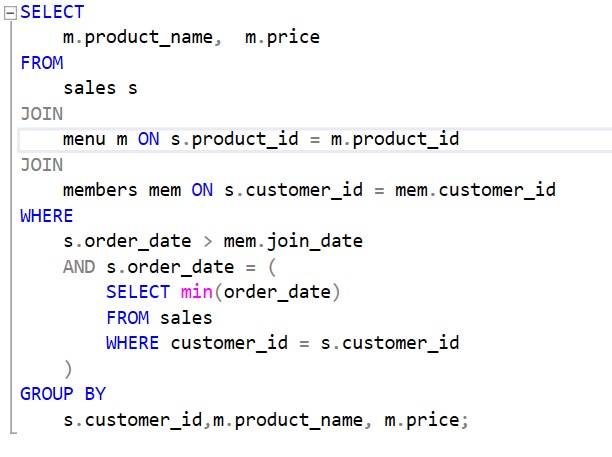 SELECT
m.product_name,  m.price
FROM
sales s
JOIN
menu m ON s.product_id = m.product_id
JOIN
members mem ON s.customer_id = mem.customer_id
WHERE
s.order_date > mem.join_date
AND s.order_date = (
SELECT min(order_date)
FROM sales
WHERE customer_id = s.customer_id
)
GROUP BY
s.customer_id,m.product_name, m.price;